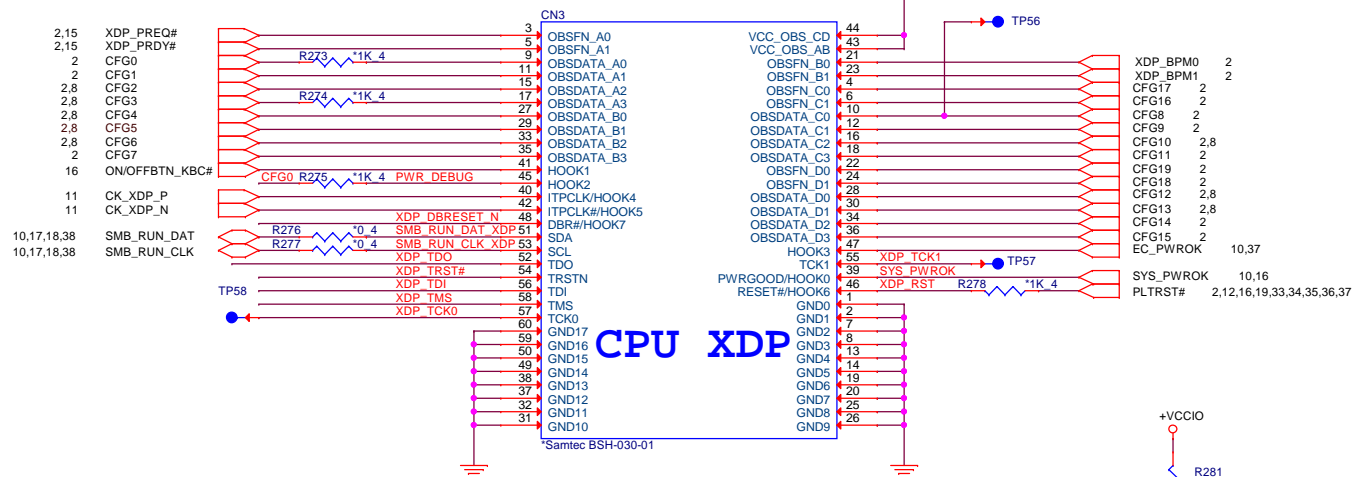 CN3
TP56
2,15 XDP_PREQ# 3 OBSFN_A0 VCC_OBS_CD 44
2,15 XDP_PRDY# 5 OBSFN_A1 VCC_OBS_AB 43
2 CFG0 R273 *1K_4 9 OBSDATA_A0 OBSFN_B0 21 XDP_BPM0 2
2 CFG1 11 OBSDATA_A1 OBSFN_B1 23 XDP_BPM1 2
2,8 CFG2 15 OBSDATA_A2 OBSFN_C0 4 CFG17 2
2,8 CFG3 R274 *1K_4 17 OBSDATA_A3 OBSFN_C1 6 CFG16 2
2,8 CFG4 27 OBSDATA_B0 OBSDATA_C0 10 CFG8 2
2,8 CFG5 29 OBSDATA_B1 OBSDATA_C1 12 CFG9 2
2,8 CFG6 33 OBSDATA_B2 OBSDATA_C2 16 CFG10 2,8
2 CFG7 35 OBSDATA_B3 OBSDATA_C3 18 CFG11 2
16 ON/OFFBTN_KBC# 41 HOOK1 OBSFN_D0 22 CFG19 2
CFG0 R275 *1K_4 PWR_DEBUG 45 HOOK2 OBSFN_D1 24 CFG18 2
11 CK_XDP_P 40 ITPCLK/HOOK4 OBSDATA_D0 28 CFG12 2,8
11 CK_XDP_N 42 ITPCLK#/HOOK5 OBSDATA_D1 30 CFG13 2,8
XDP_DBRESET_N 48 DBR#/HOOK7 OBSDATA_D2 34 CFG14 2
10,17,18,38 SMB_RUN_DAT R276 *0_4 SMB_RUN_DAT_XDP 51 SDA OBSDATA_D3 36 CFG15 2
10,17,18,38 SMB_RUN_CLK R277 *0_4 SMB_RUN_CLK_XDP 53 SCL HOOK3 47 EC_PWROK 10,37
XDP_TDO 52 TDO TCK1 55 XDP_TCK1 TP57
XDP_TRST# 54 TRSTN PWRGOOD/HOOK0 39 SYS_PWROK SYS_PWROK 10,16
TP58 XDP_TDI 56 TDI RESET#/HOOK6 46 XDP_RST R278 *1K_4 PLTRST# 2,12,16,19,33,34,35,36,37
XDP_TMS 58 TMS GND0 1
XDP_TCK0 57 TCK0 GND1 2
60 GND17 GND2 7
59 GND16 GND3 8
50 GND15 GND4 13
49 GND14 GND5 14
38 GND13 GND6 19
37 GND12 GND7 20
32 GND11 GND8 25
31 GND10 GND9 26
CPU XDP
*Samtec BSH-030-01
+VCCIO
R281